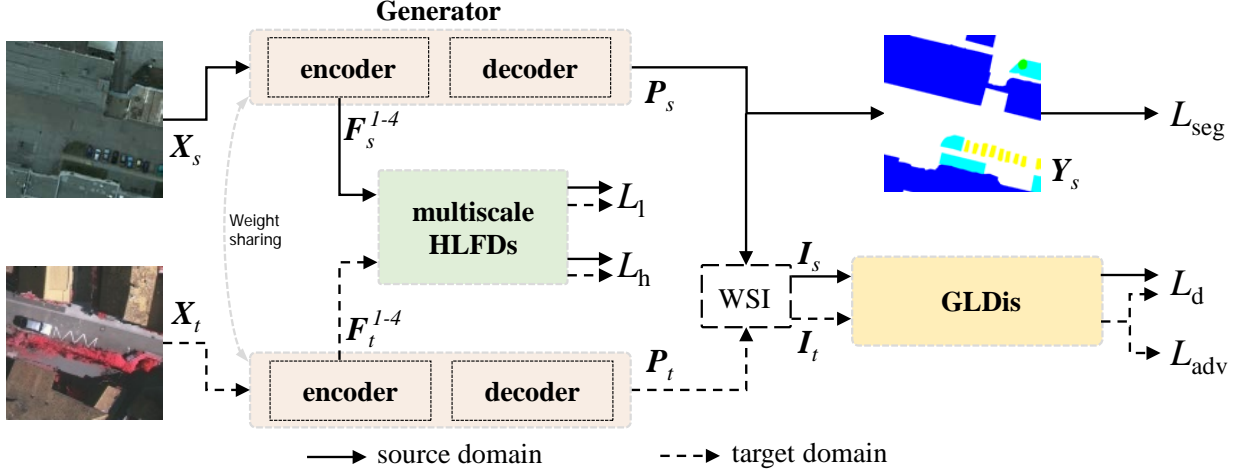 Generator
encoder
decoder
X_s
P_s
F_s^{1-4}
L_seg
Y_s
Weight
sharing
multiscale
HLFDs
L_l
L_h
I_s
WSI
GLDis
L_d
I_t
X_t
F_t^{1-4}
P_t
L_adv
encoder
decoder
source domain
target domain